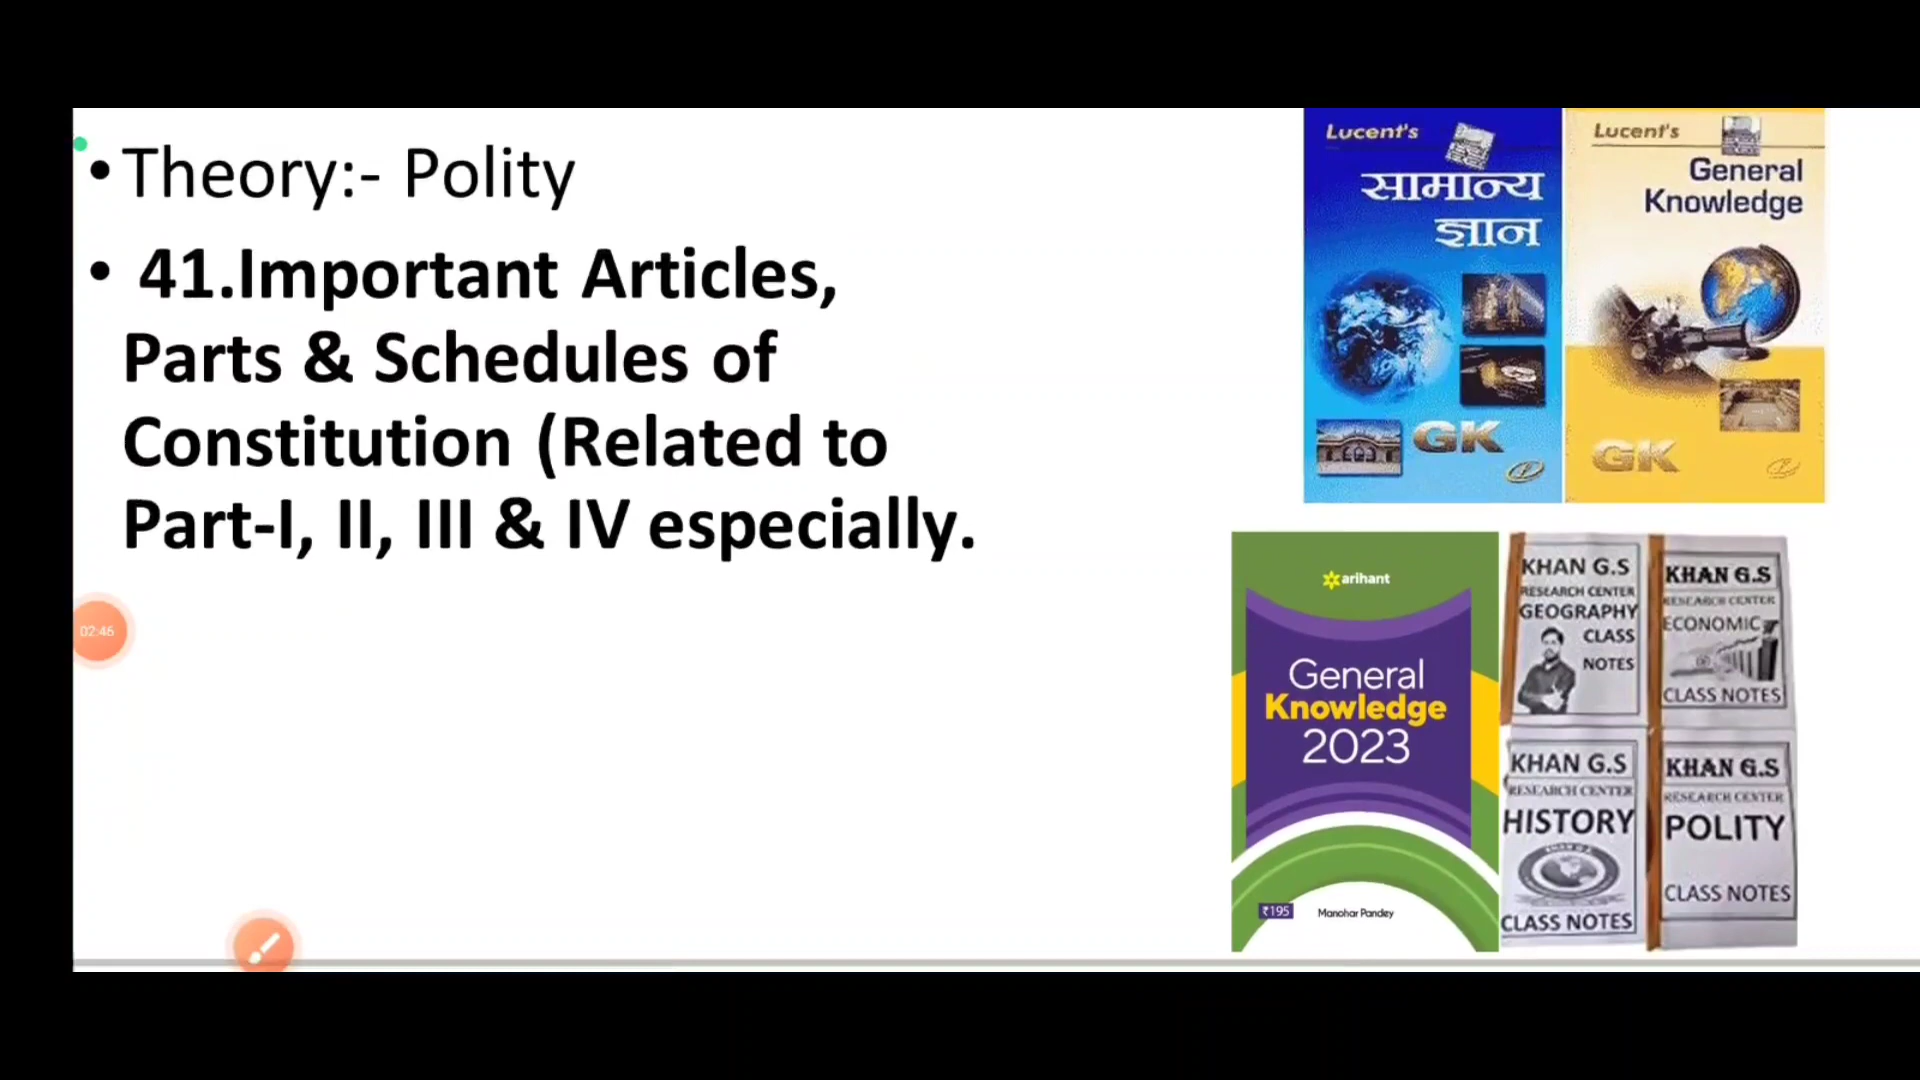 • Theory:- Polity
• 41.Important Articles,
Parts & Schedules of
Constitution (Related to
Part-I, II, III & IV especially.
02:46
Lucent's
सामान्य
ज्ञान
GK
Lucent's
General
Knowledge
GK
arihant
General
Knowledge
2023
₹195
Manohar Pandey
KHAN G.S
RESEARCH CENTER
GEOGRAPHY
CLASS
NOTES
KHAN G.S
RESEARCH CENTER
ECONOMIC
CLASS NOTES
KHAN G.S
RESEARCH CENTER
HISTORY
CLASS NOTES
KHAN G.S
RESEARCH CENTER
POLITY
CLASS NOTES